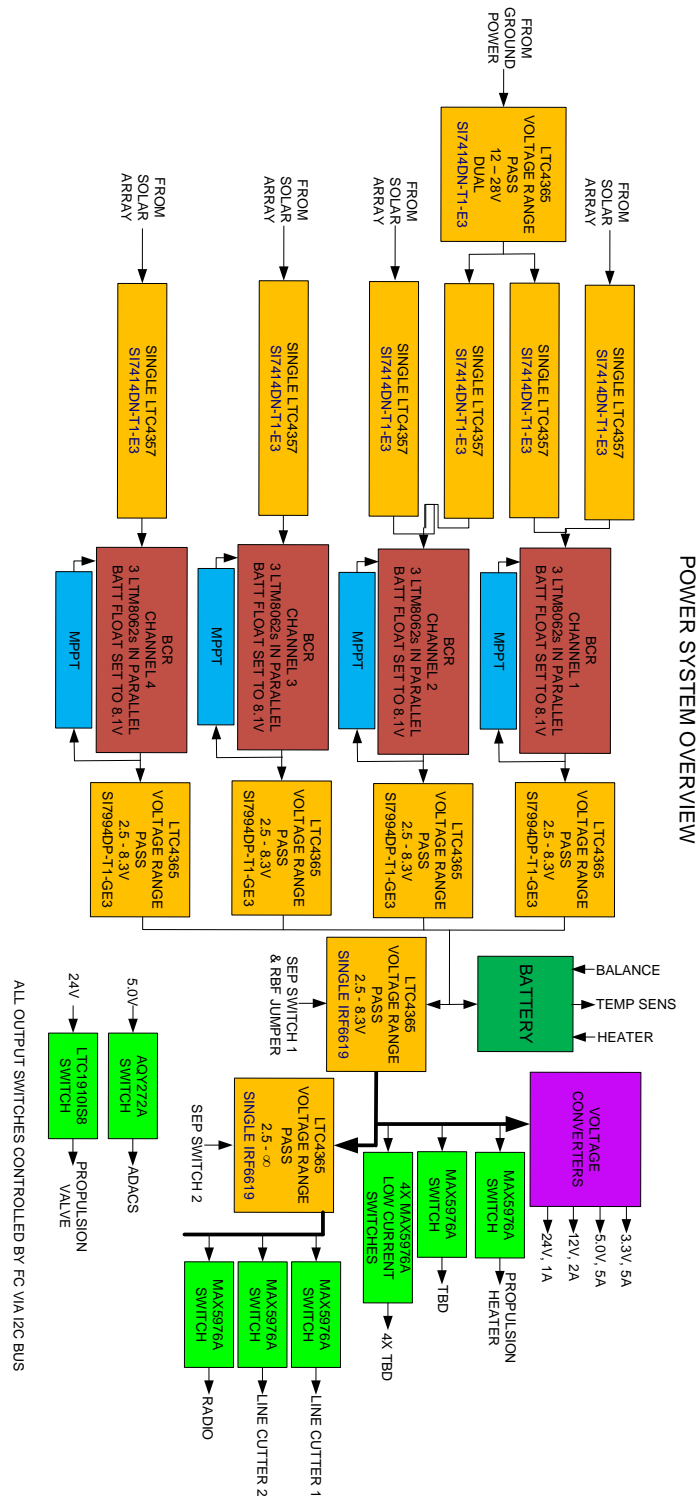 POWER SYSTEM OVERVIEW
FROM
SOLAR
ARRAY
SINGLE LTC4357
SI7414DN-T1-E3
BCR
CHANNEL 1
3 LTM8062s IN PARALLEL
BATT FLOAT SET TO 8.1V
MPPT
LTC4365
VOLTAGE RANGE
PASS
2.5 - 8.3V
SI7994DP-T1-GE3
FROM
GROUND
POWER
LTC4365
VOLTAGE RANGE
PASS
12 – 28V
DUAL
SI7414DN-T1-E3
SINGLE LTC4357
SI7414DN-T1-E3
SINGLE LTC4357
SI7414DN-T1-E3
FROM
SOLAR
ARRAY
SINGLE LTC4357
SI7414DN-T1-E3
BCR
CHANNEL 2
3 LTM8062s IN PARALLEL
BATT FLOAT SET TO 8.1V
MPPT
LTC4365
VOLTAGE RANGE
PASS
2.5 - 8.3V
SI7994DP-T1-GE3
FROM
SOLAR
ARRAY
SINGLE LTC4357
SI7414DN-T1-E3
BCR
CHANNEL 3
3 LTM8062s IN PARALLEL
BATT FLOAT SET TO 8.1V
MPPT
LTC4365
VOLTAGE RANGE
PASS
2.5 - 8.3V
SI7994DP-T1-GE3
FROM
SOLAR
ARRAY
SINGLE LTC4357
SI7414DN-T1-E3
BCR
CHANNEL 4
3 LTM8062s IN PARALLEL
BATT FLOAT SET TO 8.1V
MPPT
LTC4365
VOLTAGE RANGE
PASS
2.5 - 8.3V
SI7994DP-T1-GE3
BALANCE
TEMP SENS
HEATER
BATTERY
LTC4365
VOLTAGE RANGE
PASS
2.5 - 8.3V
SINGLE IRF6619
SEP SWITCH 1
& RBF JUMPER
VOLTAGE
CONVERTERS
3.3V, 5A
5.0V, 5A
12V, 2A
24V, 1A
MAX5976A
SWITCH
PROPULSION
HEATER
MAX5976A
SWITCH
TBD
4X MAX5976A
LOW CURRENT
SWITCHES
4X TBD
LTC4365
VOLTAGE RANGE
PASS
2.5 - ∞
SINGLE IRF6619
SEP SWITCH 2
MAX5976A
SWITCH
LINE CUTTER 1
MAX5976A
SWITCH
LINE CUTTER 2
MAX5976A
SWITCH
RADIO
5.0V
AQY272A
SWITCH
ADACS
24V
LTC1910IS8
SWITCH
PROPULSION
VALVE
ALL OUTPUT SWITCHES CONTROLLED BY FC VIA I2C BUS